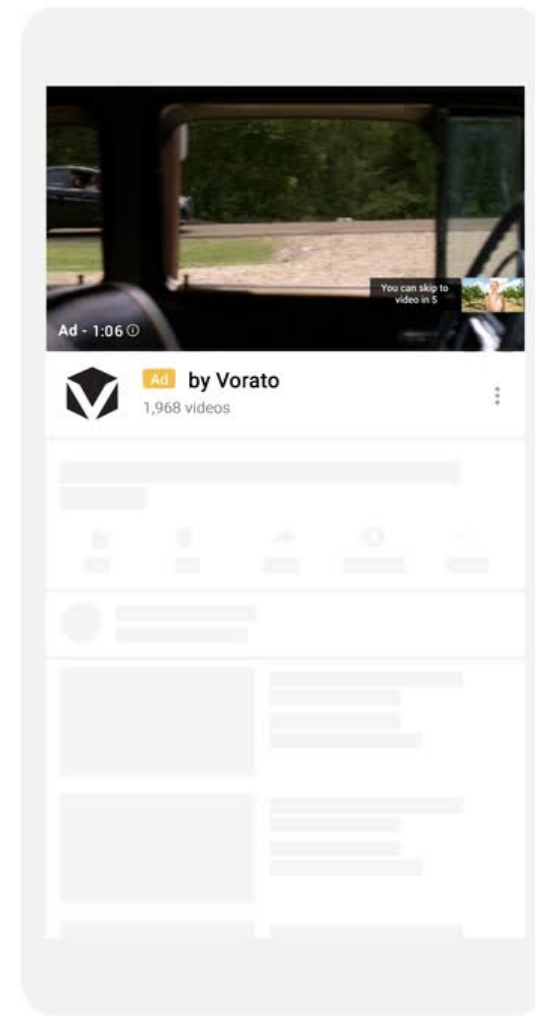 You can skip to
video in 5
Ad - 1:06
Ad by Vorato
1,968 videos